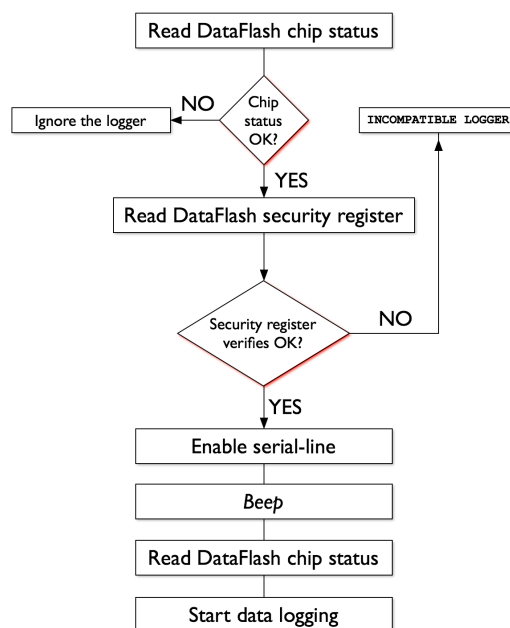 Read DataFlash chip status
NO
Chip
status
OK?
Ignore the logger
INCOMPATIBLE LOGGER
YES
Read DataFlash security register
Security register
verifies OK?
NO
YES
Enable serial-line
Beep
Read DataFlash chip status
Start data logging